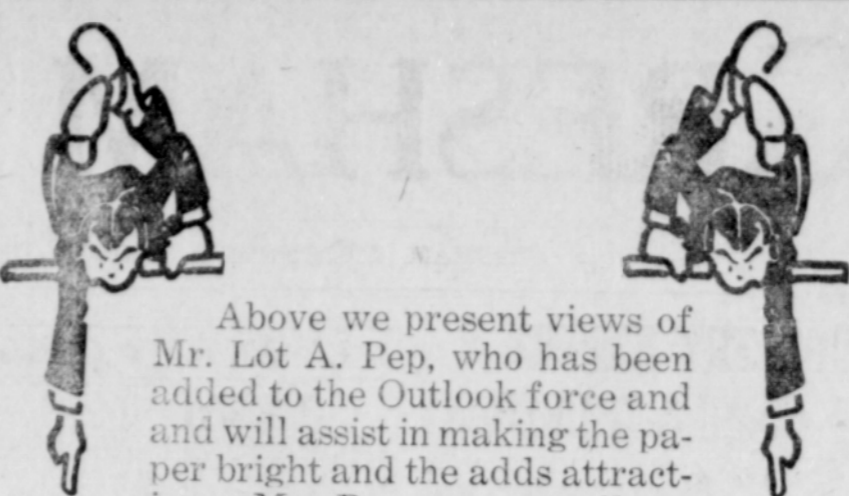 Above we present views of
Mr. Lot A. Pep, who has been
added to the Outlook force and
and will assist in making the pa-
per bright and the adds attract-